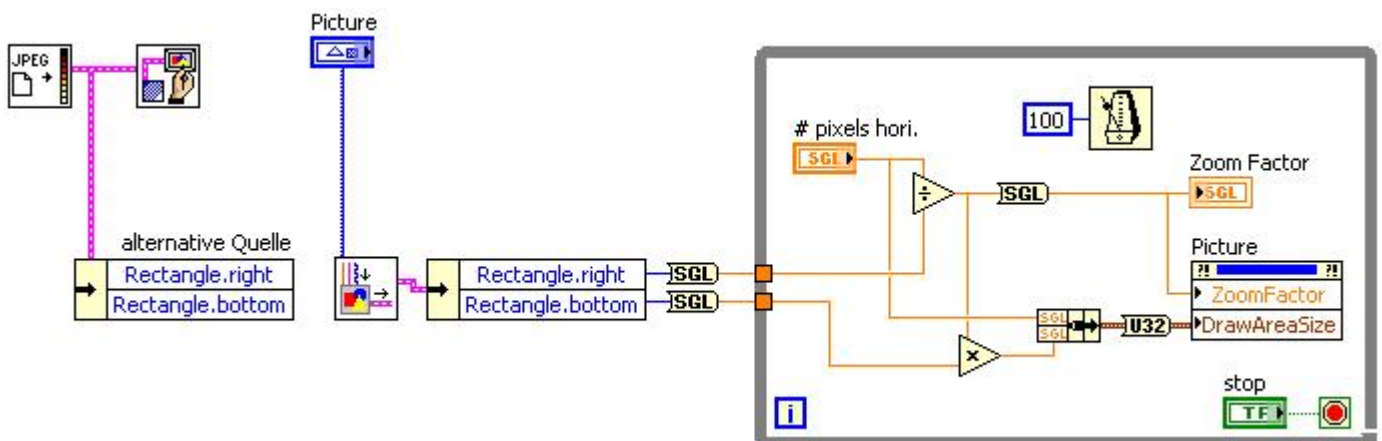 Picture
JPEG
# pixels hori.
100
SGL
Zoom Factor
÷
SGL
SGL
alternative Quelle
Picture
Rectangle.right
Rectangle.right
SGL
?! ?!
ZoomFactor
Rectangle.bottom
Rectangle.bottom
SGL
SGL
SGL
U32
DrawAreaSize
x
stop
i
TF